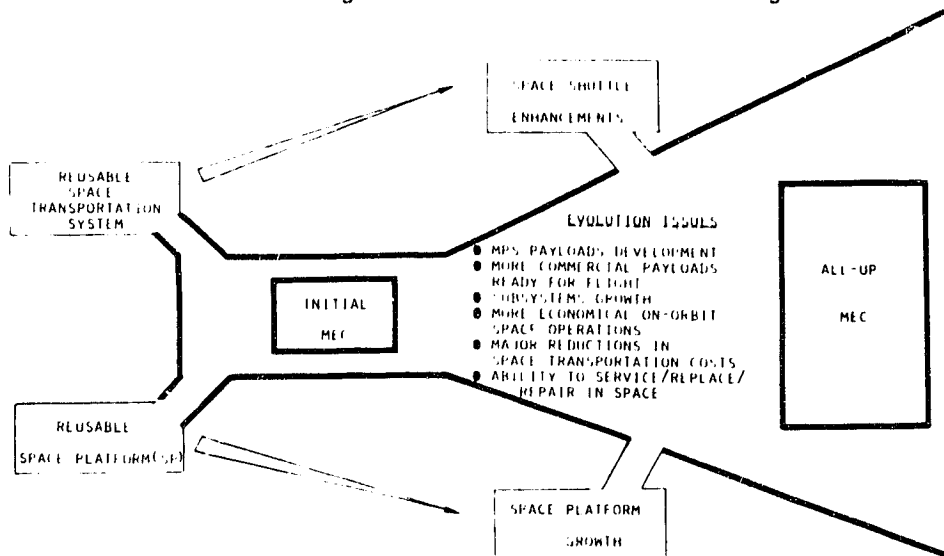 SPACE SHUTTLE
ENHANCEMENTS
REUSABLE
SPACE
TRANSPORTATION
SYSTEM
EVOLUTION ISSUES
● MPS PAYLOADS DEVELOPMENT
● MORE COMMERCIAL PAYLOADS
READY FOR FLIGHT
● SUBSYSTEMS GROWTH
● MORE ECONOMICAL ON-ORBIT
SPACE OPERATIONS
● MAJOR REDUCTIONS IN
SPACE TRANSPORTATION COSTS
● ABILITY TO SERVICE/REPLACE/
REPAIR IN SPACE
INITIAL
MEC
ALL-UP
MEC
REUSABLE
SPACE PLATFORM(SP)
SPACE PLATFORM
GROWTH